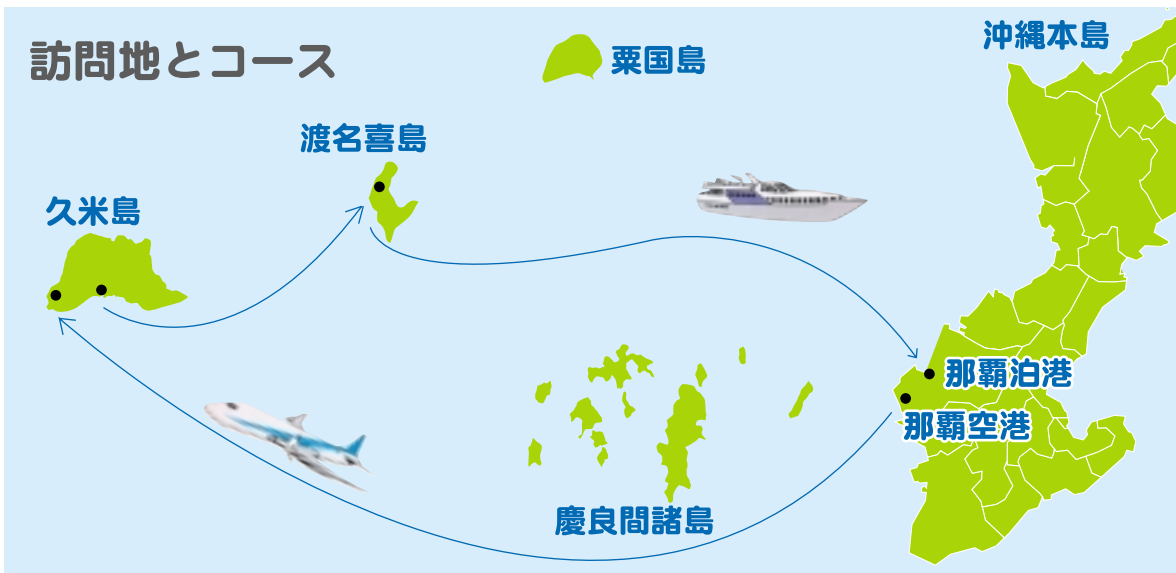 訪問地とコース
粟国島
沖縄本島
渡名喜島
久米島
那覇泊港
那覇空港
慶良間諸島